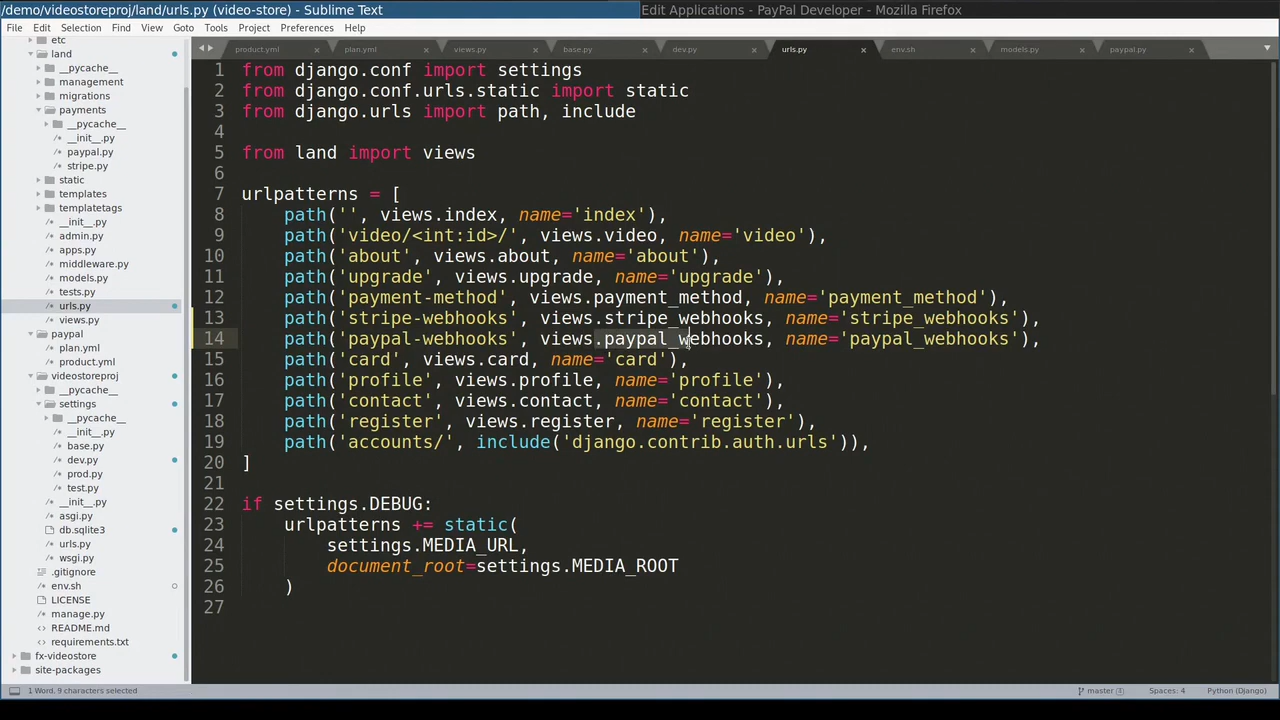 /demo/videostoreproj/land/urls.py (video-store) - Sublime Text
Edit Applications - PayPal Developer - Mozilla Firefox
File Edit Selection Find View Goto Tools Project Preferences Help
etc
land
__pycache__
management
migrations
payments
__pycache__
__init__.py
paypal.py
stripe.py
static
templates
templatetags
__init__.py
admin.py
apps.py
middleware.py
models.py
tests.py
urls.py
views.py
paypal
plan.yml
product.yml
videostoreproj
__pycache__
settings
__pycache__
__init__.py
base.py
dev.py
prod.py
test.py
__init__.py
asgi.py
db.sqlite3
urls.py
wsgi.py
.gitignore
env.sh
LICENSE
manage.py
README.md
requirements.txt
fx-videostore
site-packages
product.yml × plan.yml × views.py × base.py × dev.py × urls.py × env.sh × models.py × paypal.py ×
1 from django.conf import settings
2 from django.conf.urls.static import static
3 from django.urls import path, include
4
5 from land import views
6
7 urlpatterns = [
8 path('', views.index, name='index'),
9 path('video/<int:id>/', views.video, name='video'),
10 path('about', views.about, name='about'),
11 path('upgrade', views.upgrade, name='upgrade'),
12 path('payment-method', views.payment_method, name='payment_method'),
13 path('stripe-webhooks', views.stripe_webhooks, name='stripe_webhooks'),
14 path('paypal-webhooks', views.paypal_webhooks, name='paypal_webhooks'),
15 path('card', views.card, name='card'),
16 path('profile', views.profile, name='profile'),
17 path('contact', views.contact, name='contact'),
18 path('register', views.register, name='register'),
19 path('accounts/', include('django.contrib.auth.urls')),
20 ]
21
22 if settings.DEBUG:
23 urlpatterns += static(
24 settings.MEDIA_URL,
25 document_root=settings.MEDIA_ROOT
26 )
27
1 Word, 9 characters selected
master 4 Spaces: 4 Python (Django)